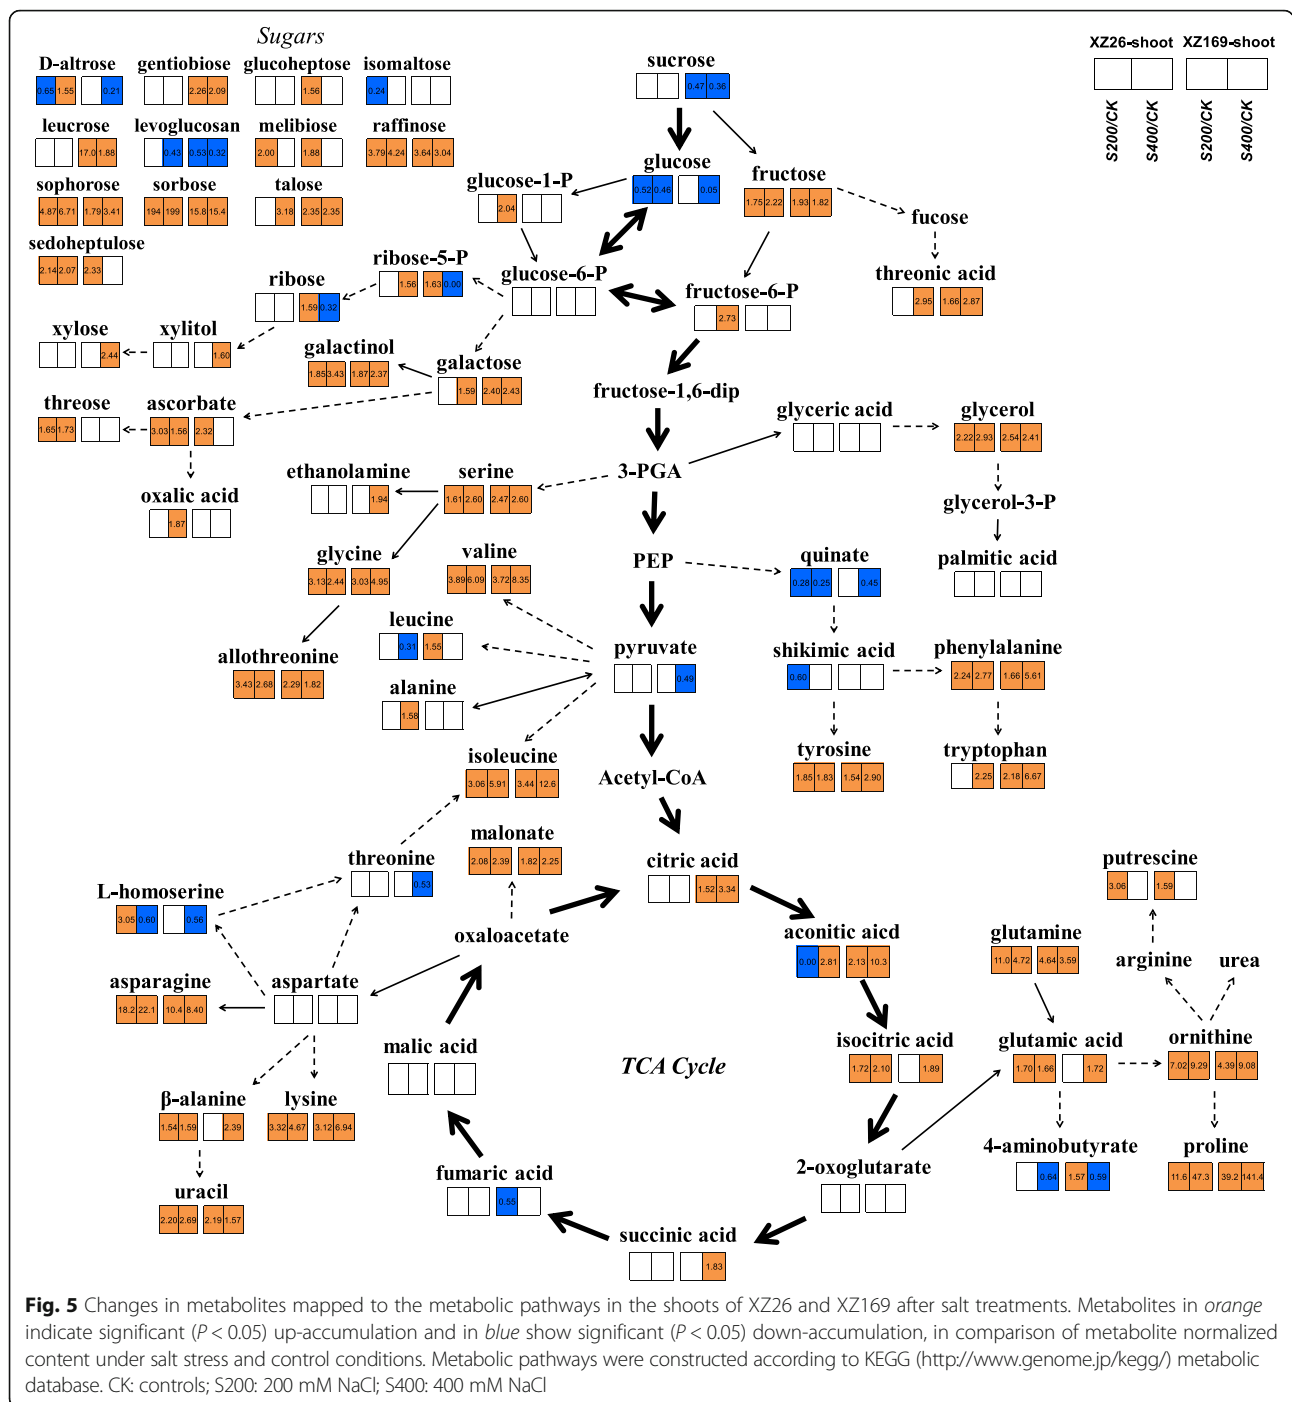 Sugars
XZ26-shoot XZ169-shoot
S200/CK S400/CK S200/CK S400/CK
D-altrose gentiobiose glucoheptose isomaltose
0.65 1.55 0.21 2.26 2.09 1.56 0.24
sucrose
0.47 0.36
leucrose levoglucosan melibiose raffinose
17.0 1.88 0.43 0.53 0.32 2.00 1.88 3.79 4.24 3.64 3.04
glucose
0.52 0.46 0.05
fructose
1.75 2.22 1.93 1.82
glucose-1-P
2.04
sophorose sorbose talose
4.87 6.71 1.79 3.41 194 199 15.8 15.4 3.18 2.35 2.35
fucose
sedoheptulose
2.14 2.07 2.33
ribose-5-P
1.56 1.63 0.00
glucose-6-P
threonic acid
2.95 1.66 2.87
ribose
1.59 0.32
fructose-6-P
2.73
xylose xylitol
2.44 1.60
galactinol
1.85 3.43 1.87 2.37
galactose
1.59 2.40 2.43
fructose-1,6-dip
threose ascorbate
1.65 1.73 3.03 1.56 2.32
glyceric acid glycerol
2.22 2.93 2.54 2.41
ethanolamine serine 3-PGA
1.94 1.61 2.60 2.47 2.60
oxalic acid
1.87
glycerol-3-P
glycine valine PEP quinate palmitic acid
3.13 2.44 3.03 4.95 3.89 6.09 3.72 8.35 0.28 0.25 0.45
leucine
0.31 1.55
allothreonine pyruvate shikimic acid phenylalanine
3.43 2.68 2.29 1.82 0.49 0.60 2.24 2.77 1.66 5.61
alanine
1.58
isoleucine tyrosine tryptophan
3.06 5.91 3.44 12.6 1.85 1.83 1.54 2.90 2.25 2.18 6.67
Acetyl-CoA
malonate
2.08 2.39 1.82 2.25
threonine citric acid putrescine
0.53 1.52 3.34 3.06 1.59
L-homoserine
3.05 0.60 0.56
oxaloacetate aconitic aicd glutamine
0.00 2.81 2.13 10.3 11.0 4.72 4.64 3.59
arginine urea
asparagine aspartate
18.2 22.1 10.4 8.40
malic acid
TCA Cycle
isocitric acid glutamic acid ornithine
1.72 2.10 1.89 1.70 1.66 1.72 7.02 9.29 4.39 9.08
β-alanine lysine
1.54 1.59 2.39 3.32 4.67 3.12 6.94
4-aminobutyrate proline
0.64 1.57 0.59 11.6 47.3 39.2 141.4
fumaric acid 2-oxoglutarate
0.55
uracil
2.20 2.69 2.19 1.57
succinic acid
1.83
Fig. 5 Changes in metabolites mapped to the metabolic pathways in the shoots of XZ26 and XZ169 after salt treatments. Metabolites in orange
indicate significant (P < 0.05) up-accumulation and in blue show significant (P < 0.05) down-accumulation, in comparison of metabolite normalized
content under salt stress and control conditions. Metabolic pathways were constructed according to KEGG (http://www.genome.jp/kegg/) metabolic
database. CK: controls; S200: 200 mM NaCl; S400: 400 mM NaCl